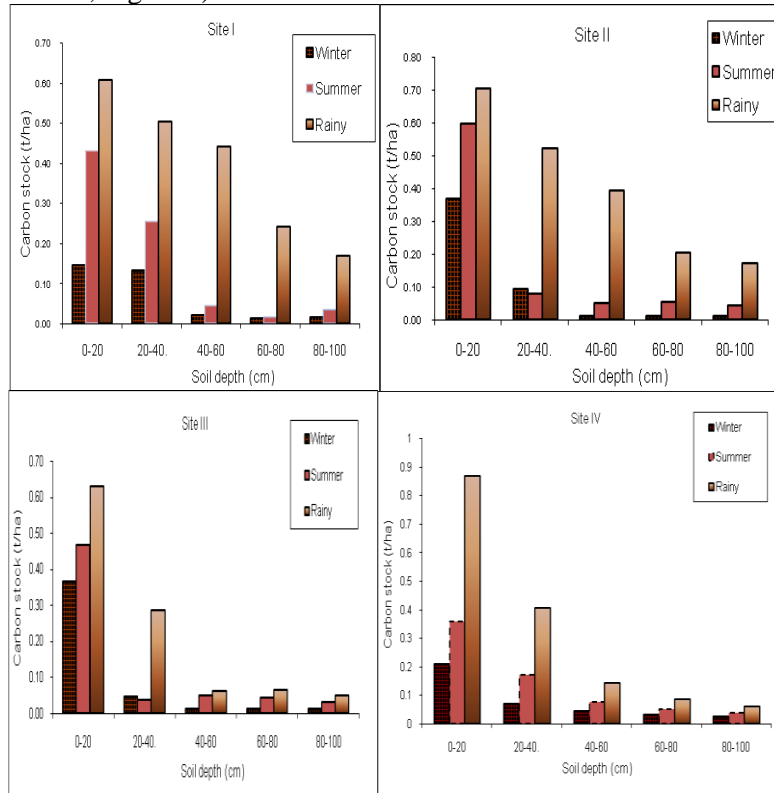 Site I
Winter
Summer
Rainy
Carbon stock (t/ha)
0.70
0.60
0.50
0.40
0.30
0.20
0.10
0.00
0-20 20-40. 40-60 60-80 80-100
Soil depth (cm)
Site II
Winter
Summer
Rainy
Carbon stock (t/ha)
0.80
0.70
0.60
0.50
0.40
0.30
0.20
0.10
0.00
0-20 20-40. 40-60 60-80 80-100
Soil depth (cm)
Site III
Winter
Summer
Rainy
Carbon stock (t/ha)
0.70
0.60
0.50
0.40
0.30
0.20
0.10
0.00
0-20 20-40. 40-60 60-80 80-100
Soil depth (cm)
Site IV
Winter
Summer
Rainy
Carbon stock (t/ha)
1
0.9
0.8
0.7
0.6
0.5
0.4
0.3
0.2
0.1
0
0-20 20-40. 40-60 60-80 80-100
Soil depth (cm)